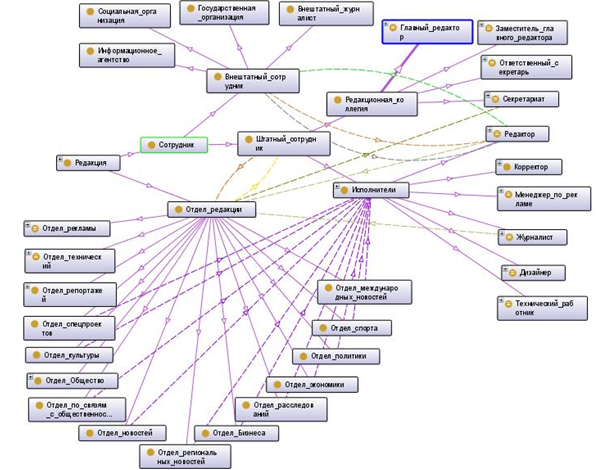 Социальная_орга
низация
Государственная
_организация
Внештатный_журн
алист
Главный_редакто
р
Заместитель_гла
вного_редактора
Информационное_
агентство
Внештатный_сотр
удник
Ответственный_с
екретарь
Редакционная_ко
ллегия
Секретариат
Редактор
Сотрудник
Штатный_сотрудн
ик
Редакция
Корректор
Исполнители
Менеджер_по_рек
ламе
Отдел_редакции
Отдел_рекламы
Журналист
Отдел_техническ
ий
Дизайнер
Отдел_репортаже
й
Отдел_междунаро
дных_новостей
Технический_раб
отник
Отдел_спецпроек
тов
Отдел_спорта
Отдел_культуры
Отдел_политики
Отдел_Общество
Отдел_экономики
Отдел_по_связям
_с_общественнос...
Отдел_расследов
аний
Отдел_новостей
Отдел_Бизнеса
Отдел_региональ
ных_новостей